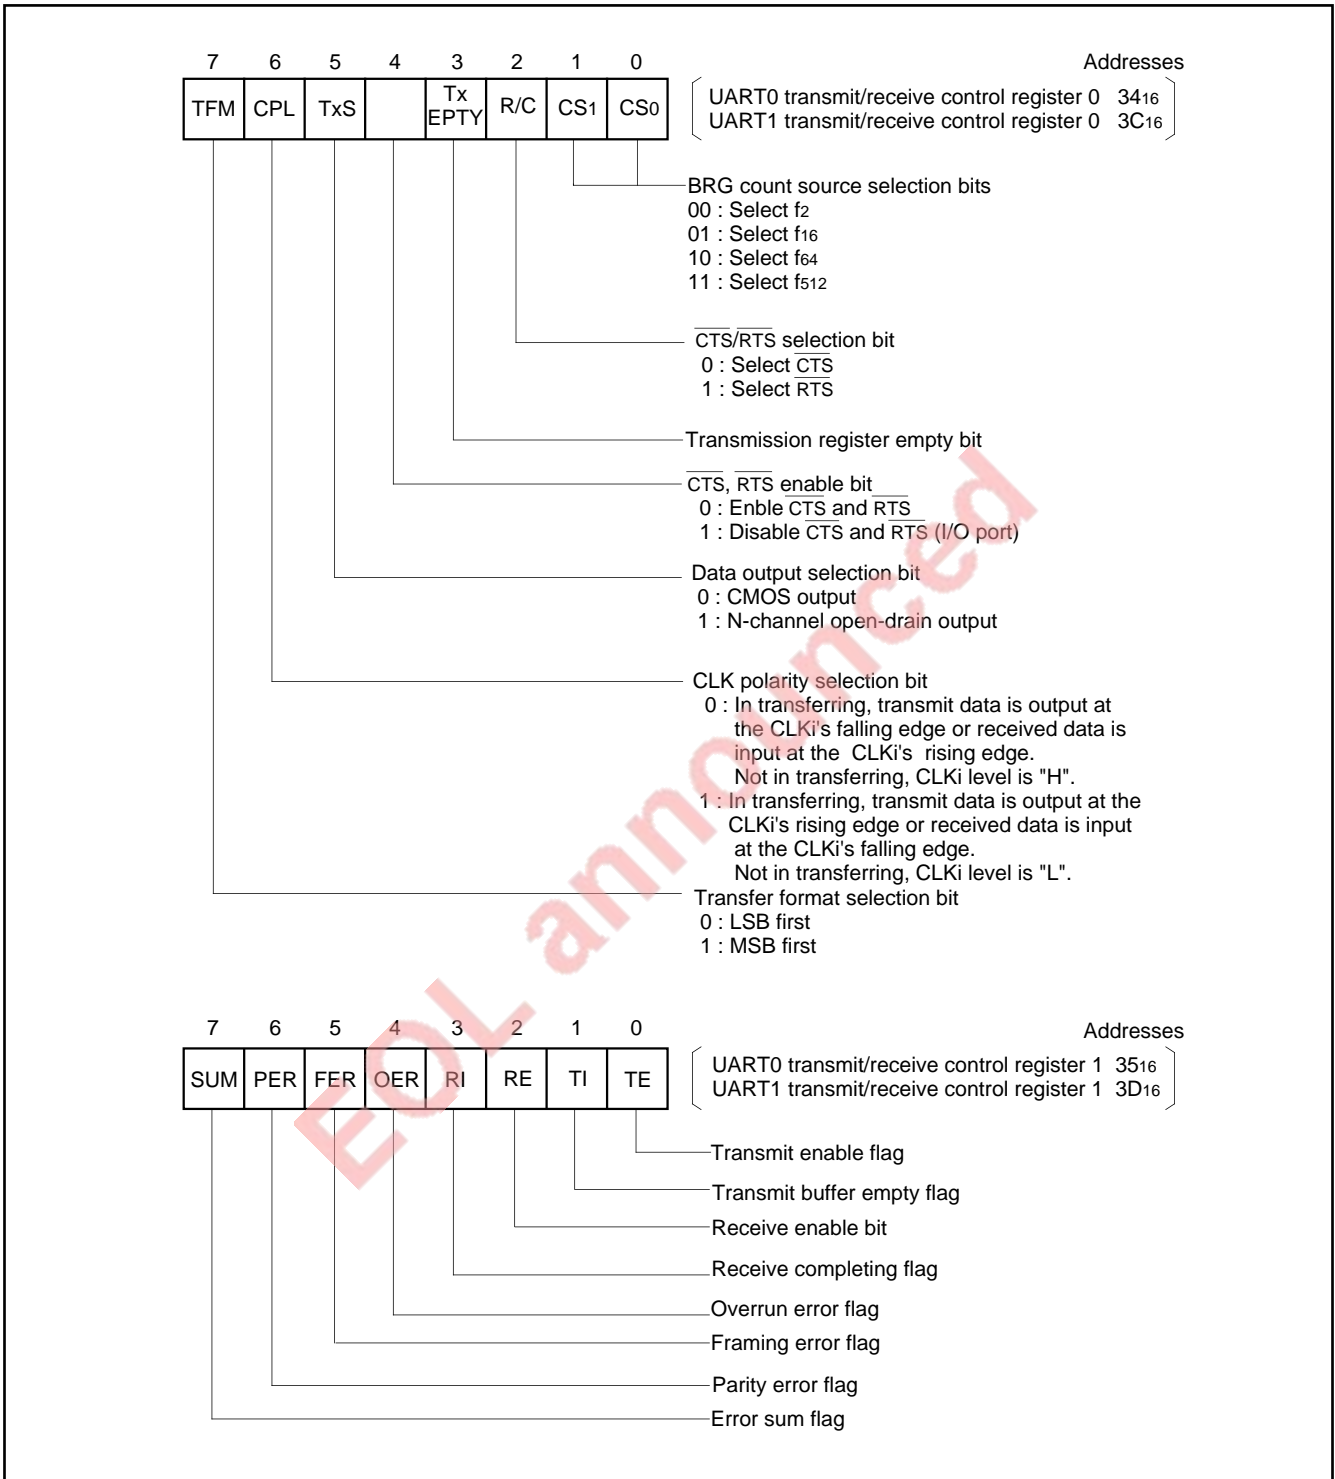 7 6 5 4 3 2 1 0 Addresses
TFM CPL TxS Tx EPTY R/C CS1 CS0
UART0 transmit/receive control register 0 3416
UART1 transmit/receive control register 0 3C16
BRG count source selection bits
00 : Select f2
01 : Select f16
10 : Select f64
11 : Select f512
CTS/RTS selection bit
0 : Select CTS
1 : Select RTS
Transmission register empty bit
CTS, RTS enable bit
0 : Enble CTS and RTS
1 : Disable CTS and RTS (I/O port)
Data output selection bit
0 : CMOS output
1 : N-channel open-drain output
CLK polarity selection bit
0 : In transferring, transmit data is output at
the CLKi's falling edge or received data is
input at the CLKi's rising edge.
Not in transferring, CLKi level is "H".
1 : In transferring, transmit data is output at the
CLKi's rising edge or received data is input
at the CLKi's falling edge.
Not in transferring, CLKi level is "L".
Transfer format selection bit
0 : LSB first
1 : MSB first
EOL announced
7 6 5 4 3 2 1 0 Addresses
SUM PER FER OER RI RE TI TE
UART0 transmit/receive control register 1 3516
UART1 transmit/receive control register 1 3D16
Transmit enable flag
Transmit buffer empty flag
Receive enable bit
Receive completing flag
Overrun error flag
Framing error flag
Parity error flag
Error sum flag